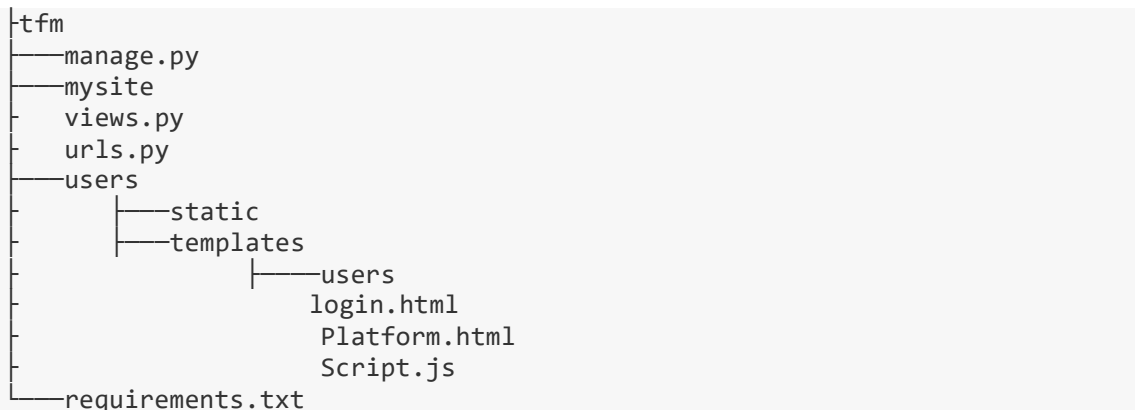 ├tfm
├───manage.py
├───mysite
├   views.py
├   urls.py
├───users
├      ├───static
├      ├───templates
├              ├────users
├                  login.html
├                   Platform.html
├                   Script.js
└───requirements.txt